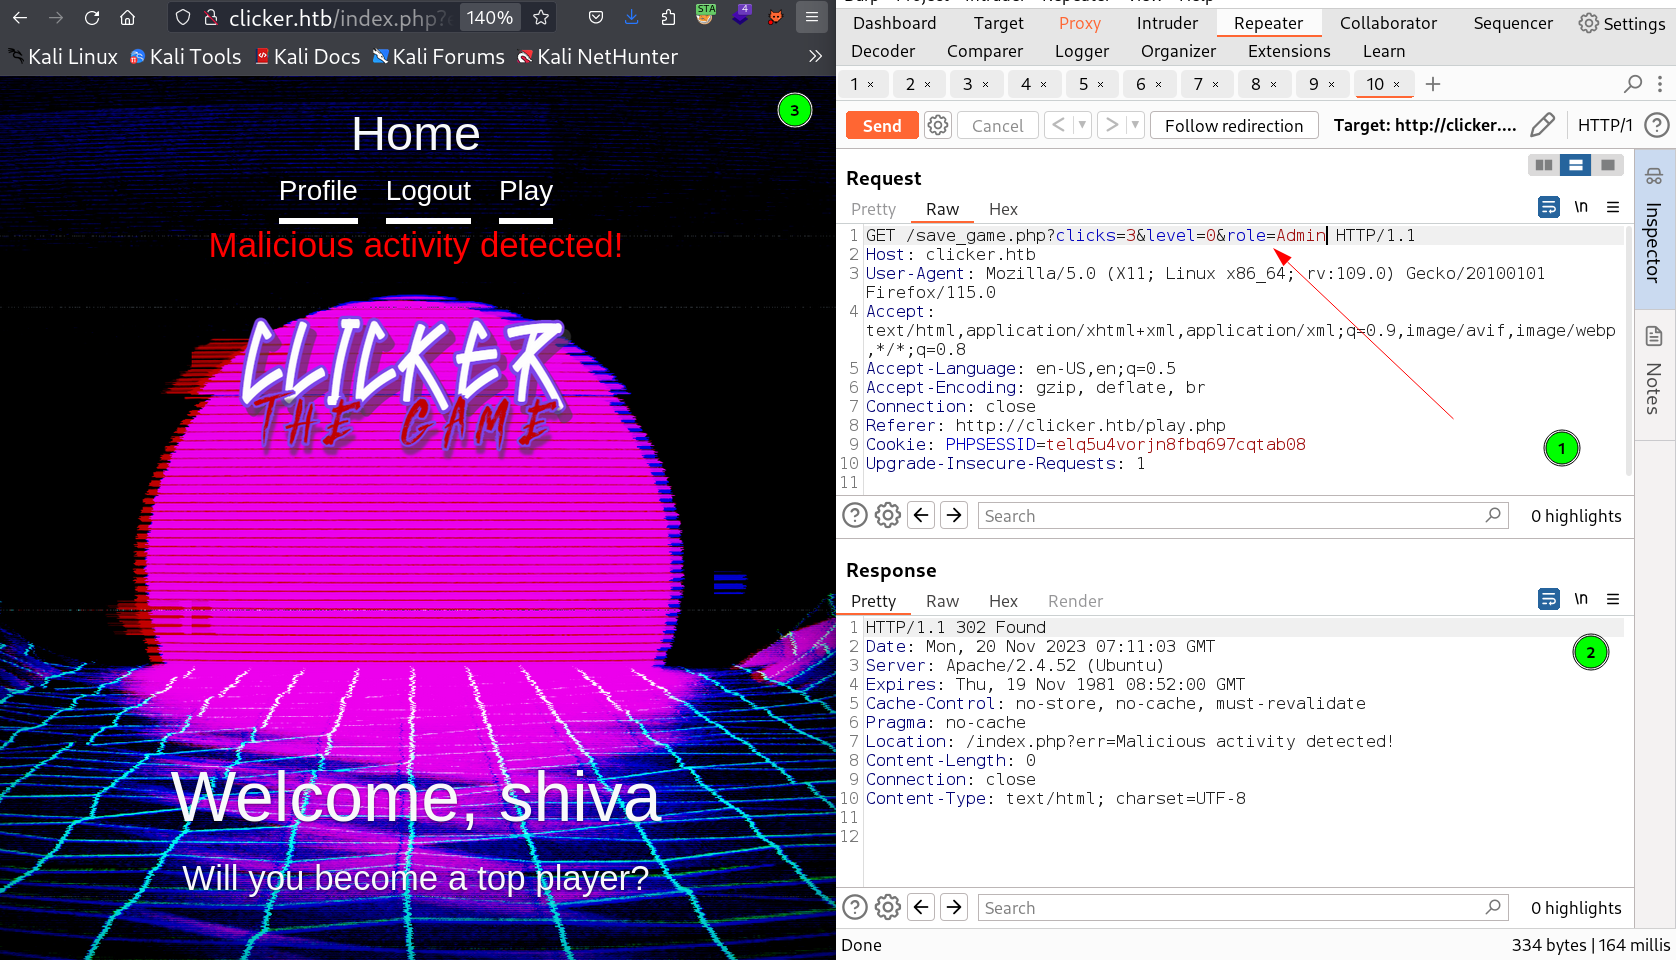 clicker.htb/index.php?e
140%
STA
4
Kali Linux
Kali Tools
Kali Docs
Kali Forums
Kali NetHunter
3
Home
Profile
Logout
Play
Malicious activity detected!
CLICKER
THE GAME
Welcome, shiva
Will you become a top player?
Dashboard
Target
Proxy
Intruder
Repeater
Collaborator
Sequencer
Settings
Decoder
Comparer
Logger
Organizer
Extensions
Learn
1 ×
2 ×
3 ×
4 ×
5 ×
6 ×
7 ×
8 ×
9 ×
10 ×
Send
Cancel
Follow redirection
Target: http://clicker....
HTTP/1
Request
Pretty
Raw
Hex
\n
1 GET /save_game.php?clicks=3&level=0&role=Admin HTTP/1.1
2 Host: clicker.htb
3 User-Agent: Mozilla/5.0 (X11; Linux x86_64; rv:109.0) Gecko/20100101
Firefox/115.0
4 Accept:
text/html,application/xhtml+xml,application/xml;q=0.9,image/avif,image/webp
,*/*;q=0.8
5 Accept-Language: en-US,en;q=0.5
6 Accept-Encoding: gzip, deflate, br
7 Connection: close
8 Referer: http://clicker.htb/play.php
9 Cookie: PHPSESSID=telq5u4vorjn8fbq697cqtab08
10 Upgrade-Insecure-Requests: 1
11
1
Search
0 highlights
Response
Pretty
Raw
Hex
Render
\n
1 HTTP/1.1 302 Found
2 Date: Mon, 20 Nov 2023 07:11:03 GMT
3 Server: Apache/2.4.52 (Ubuntu)
4 Expires: Thu, 19 Nov 1981 08:52:00 GMT
5 Cache-Control: no-store, no-cache, must-revalidate
6 Pragma: no-cache
7 Location: /index.php?err=Malicious activity detected!
8 Content-Length: 0
9 Connection: close
10 Content-Type: text/html; charset=UTF-8
11
12
2
Search
0 highlights
Inspector
Notes
Done
334 bytes | 164 millis